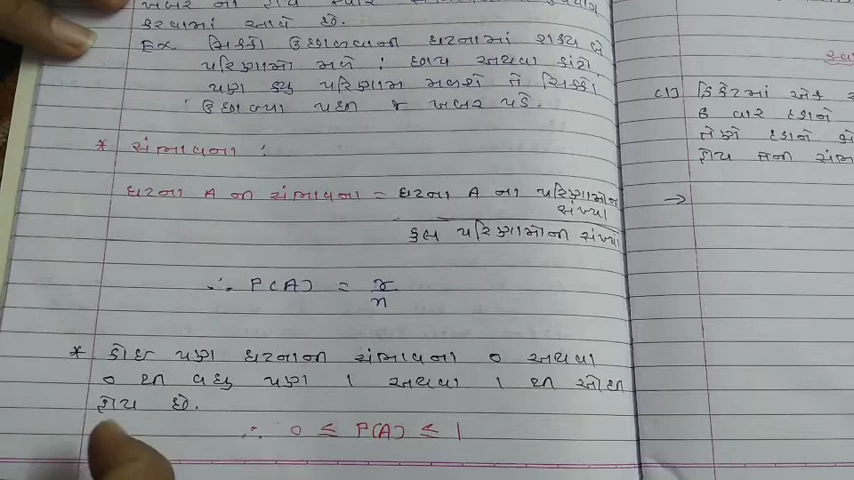 કરવામાં આવે છે.
Ex સિક્કો ઉછાળવાની ઘટનામાં શક્ય બે
પરિણામો મળે : છાપ અથવા કાંટો
પણ કયુ પરિણામ મળશે તે સિક્કો
ઉછાળ્યા પછી જ ખબર પડે.
* સંભાવના :
ઘટના A ની સંભાવના = ઘટના A ના પરિણામોની
સંખ્યા
કુલ પરિણામોની સંખ્યા
∴ P(A) = r
n
* કોઈ પણ ઘટનાની સંભાવના 0 અથવા
0 થી વધુ પણ 1 અથવા 1 થી ઓછી
હોય છે.
∴ 0 ≤ P(A) ≤ 1
(1) ક્રિકેટમાં એક
6 વાર દડાને
તેણે દડાને બે
હોય તેની સંભા
→